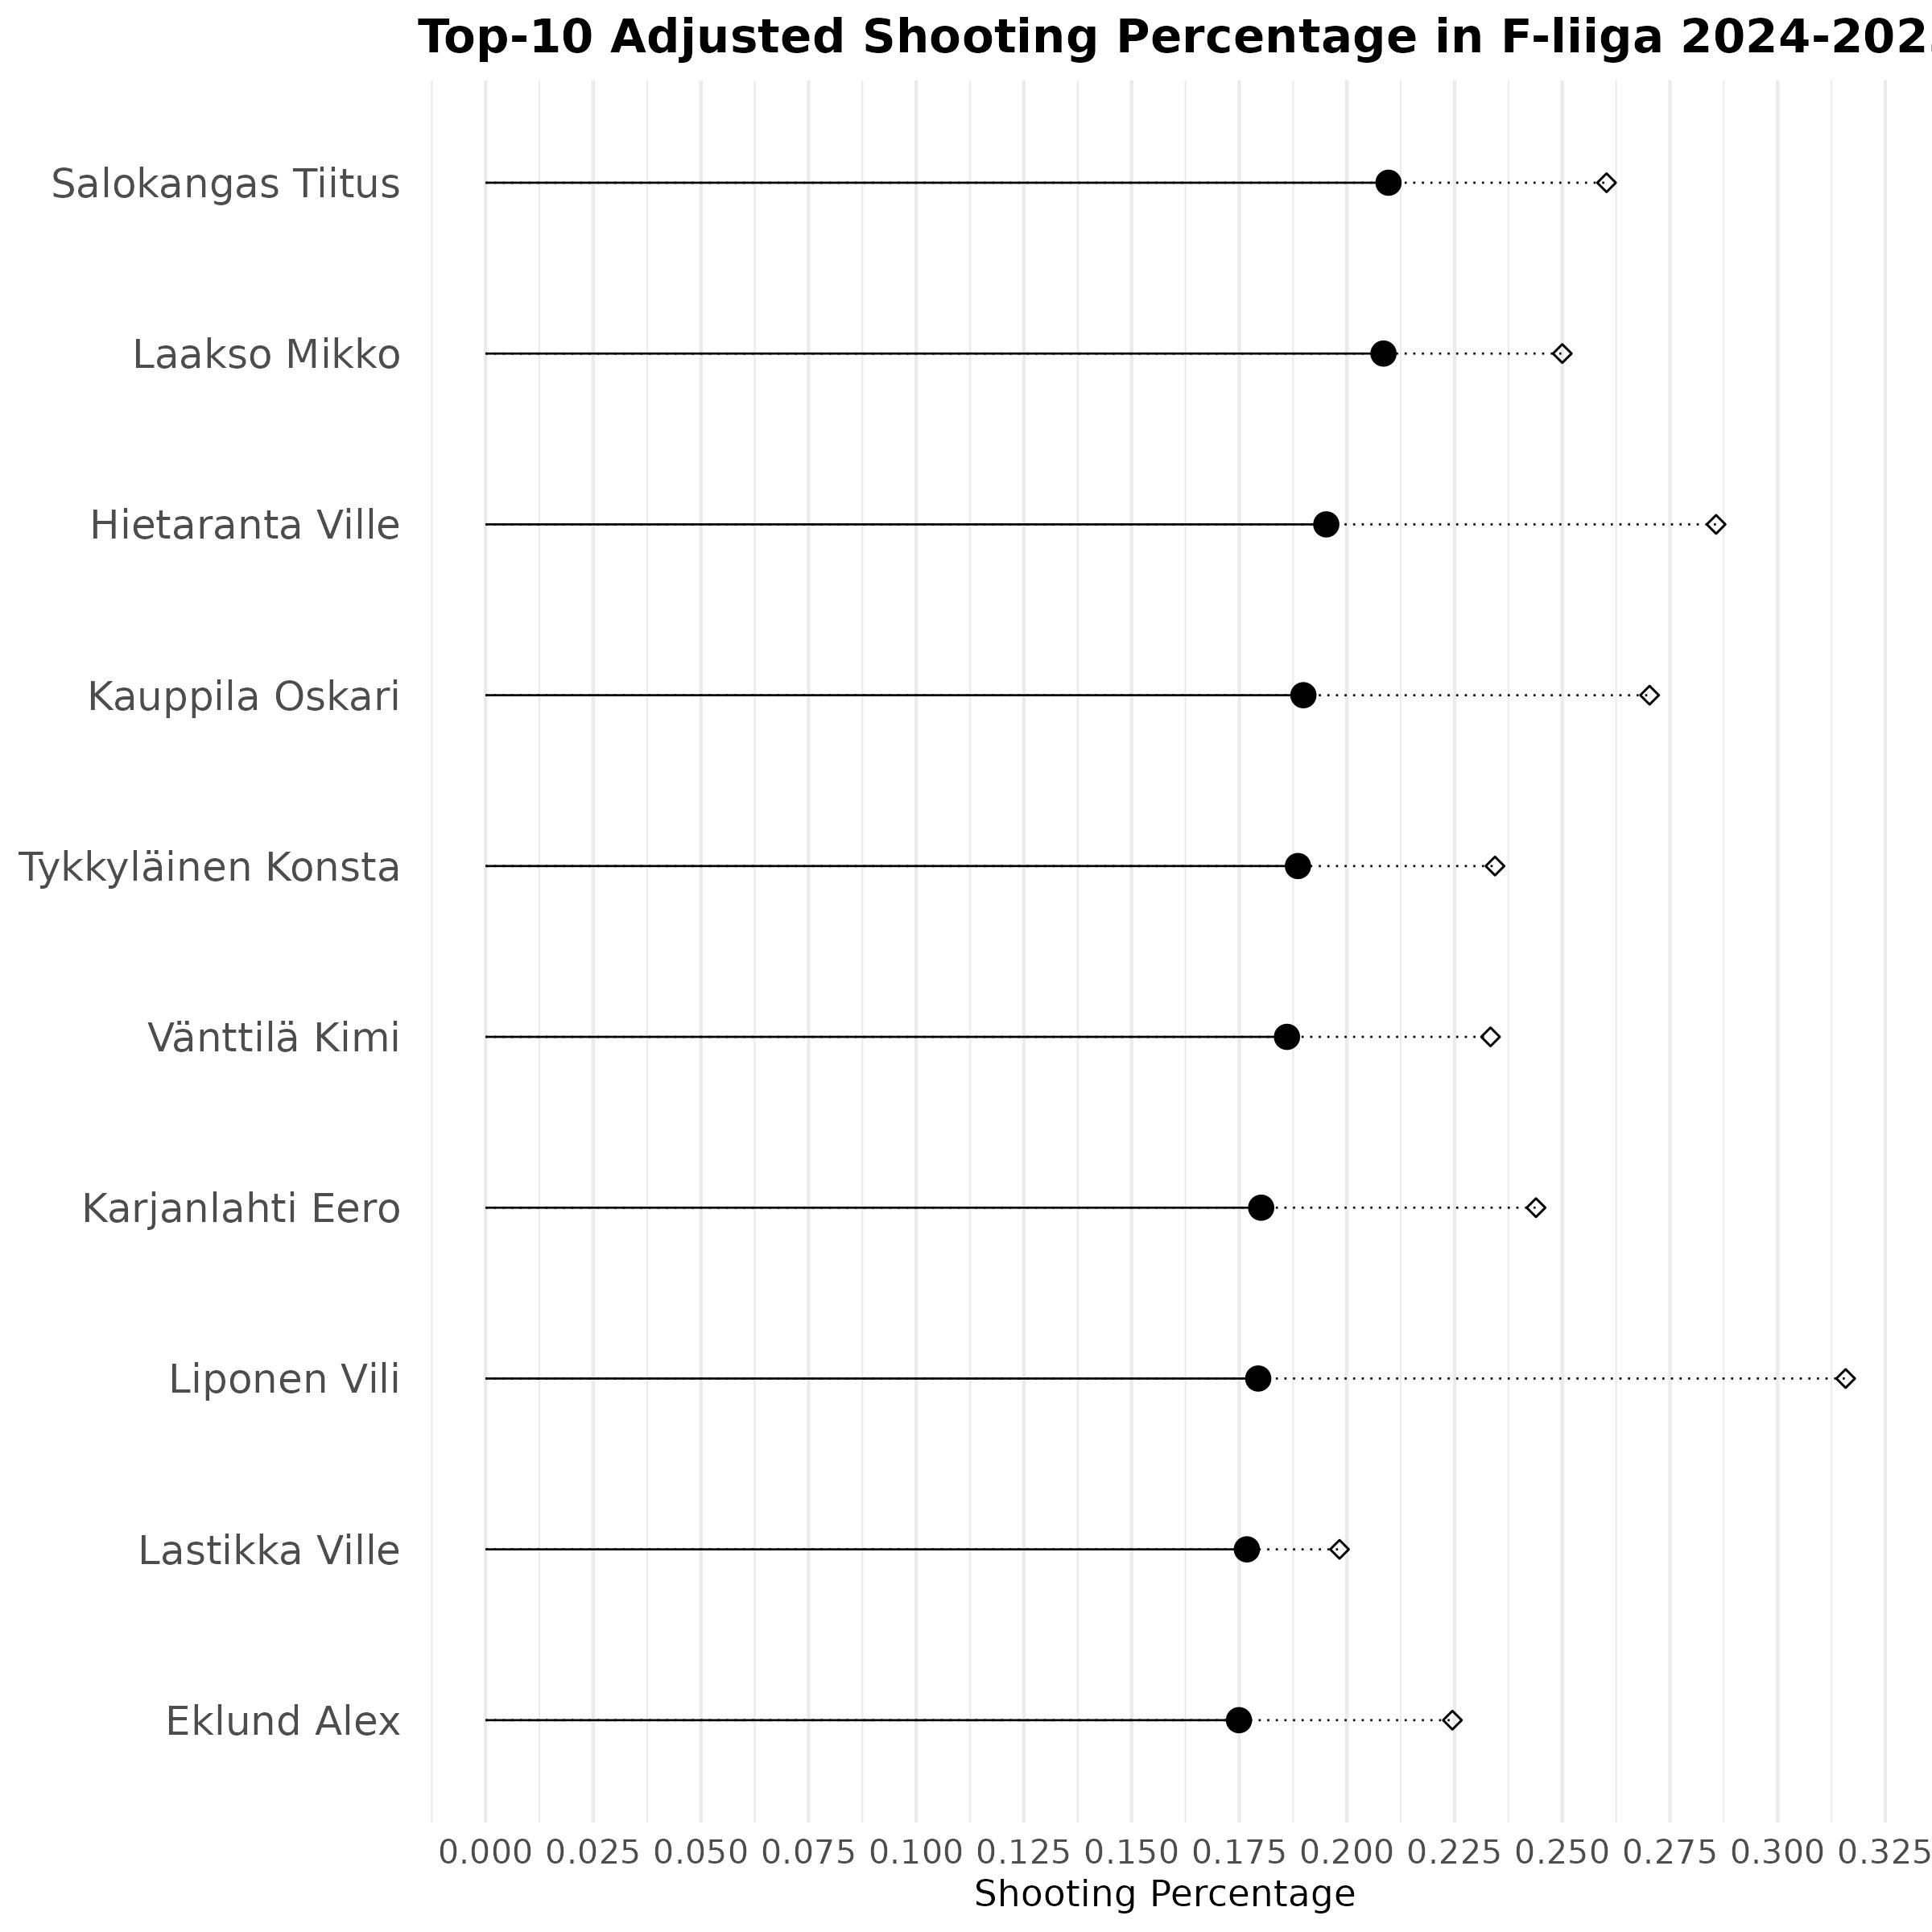 Top-10 Adjusted Shooting Percentage in F-liiga 2024-202
Salokangas Tiitus
Laakso Mikko
Hietaranta Ville
Kauppila Oskari
Tykkyläinen Konsta
Vänttilä Kimi
Karjanlahti Eero
Liponen Vili
Lastikka Ville
Eklund Alex
0.000 0.025 0.050 0.075 0.100 0.125 0.150 0.175 0.200 0.225 0.250 0.275 0.300 0.325
Shooting Percentage